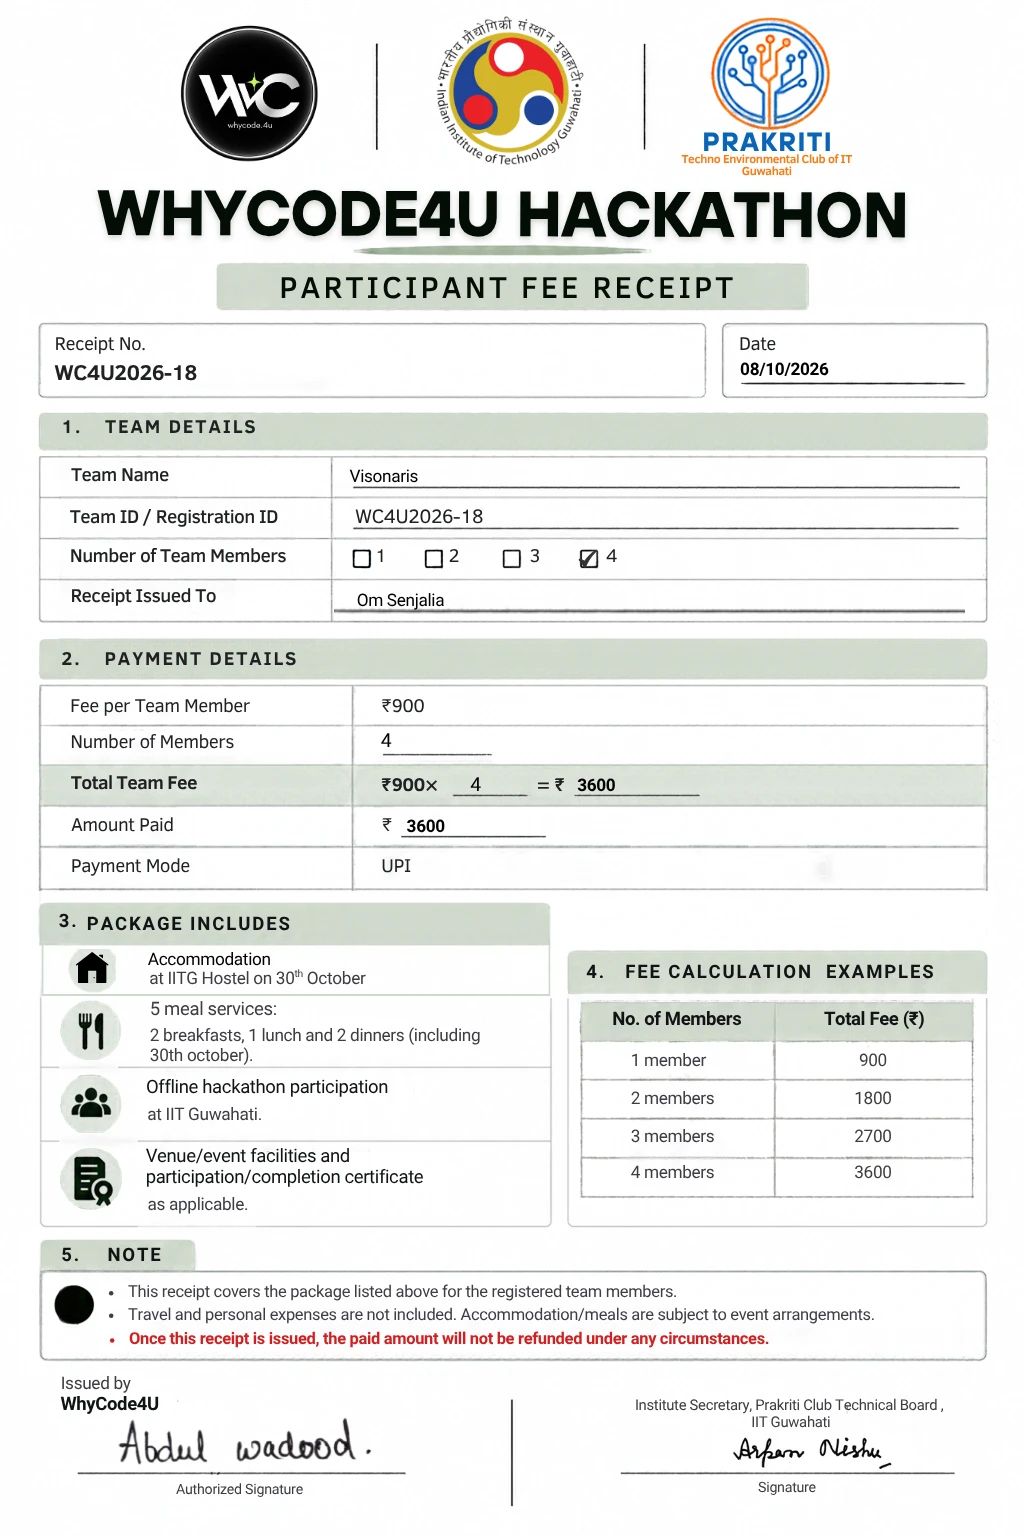 WVC
whycode.4u
भारतीय प्रौद्योगिकी संस्थान गुवाहाटी
Indian Institute of Technology Guwahati
PRAKRITI
Techno Environmental Club of IT
Guwahati
WHYCODE4U HACKATHON
PARTICIPANT FEE RECEIPT
Receipt No.
WC4U2026-18
Date
08/10/2026
1. TEAM DETAILS
Team Name Visonaris
Team ID / Registration ID WC4U2026-18
Number of Team Members 1 2 3 4
Receipt Issued To Om Senjalia
2. PAYMENT DETAILS
Fee per Team Member ₹900
Number of Members 4
Total Team Fee ₹900× 4 = ₹ 3600
Amount Paid ₹ 3600
Payment Mode UPI
3. PACKAGE INCLUDES
Accommodation
at IITG Hostel on 30th October
5 meal services:
2 breakfasts, 1 lunch and 2 dinners (including
30th october).
Offline hackathon participation
at IIT Guwahati.
Venue/event facilities and
participation/completion certificate
as applicable.
4. FEE CALCULATION EXAMPLES
No. of Members Total Fee (₹)
1 member 900
2 members 1800
3 members 2700
4 members 3600
5. NOTE
• This receipt covers the package listed above for the registered team members.
• Travel and personal expenses are not included. Accommodation/meals are subject to event arrangements.
• Once this receipt is issued, the paid amount will not be refunded under any circumstances.
Issued by
WhyCode4U
Abdul wadood.
Authorized Signature
Institute Secretary, Prakriti Club Technical Board ,
IIT Guwahati
Arpan Nishu
Signature